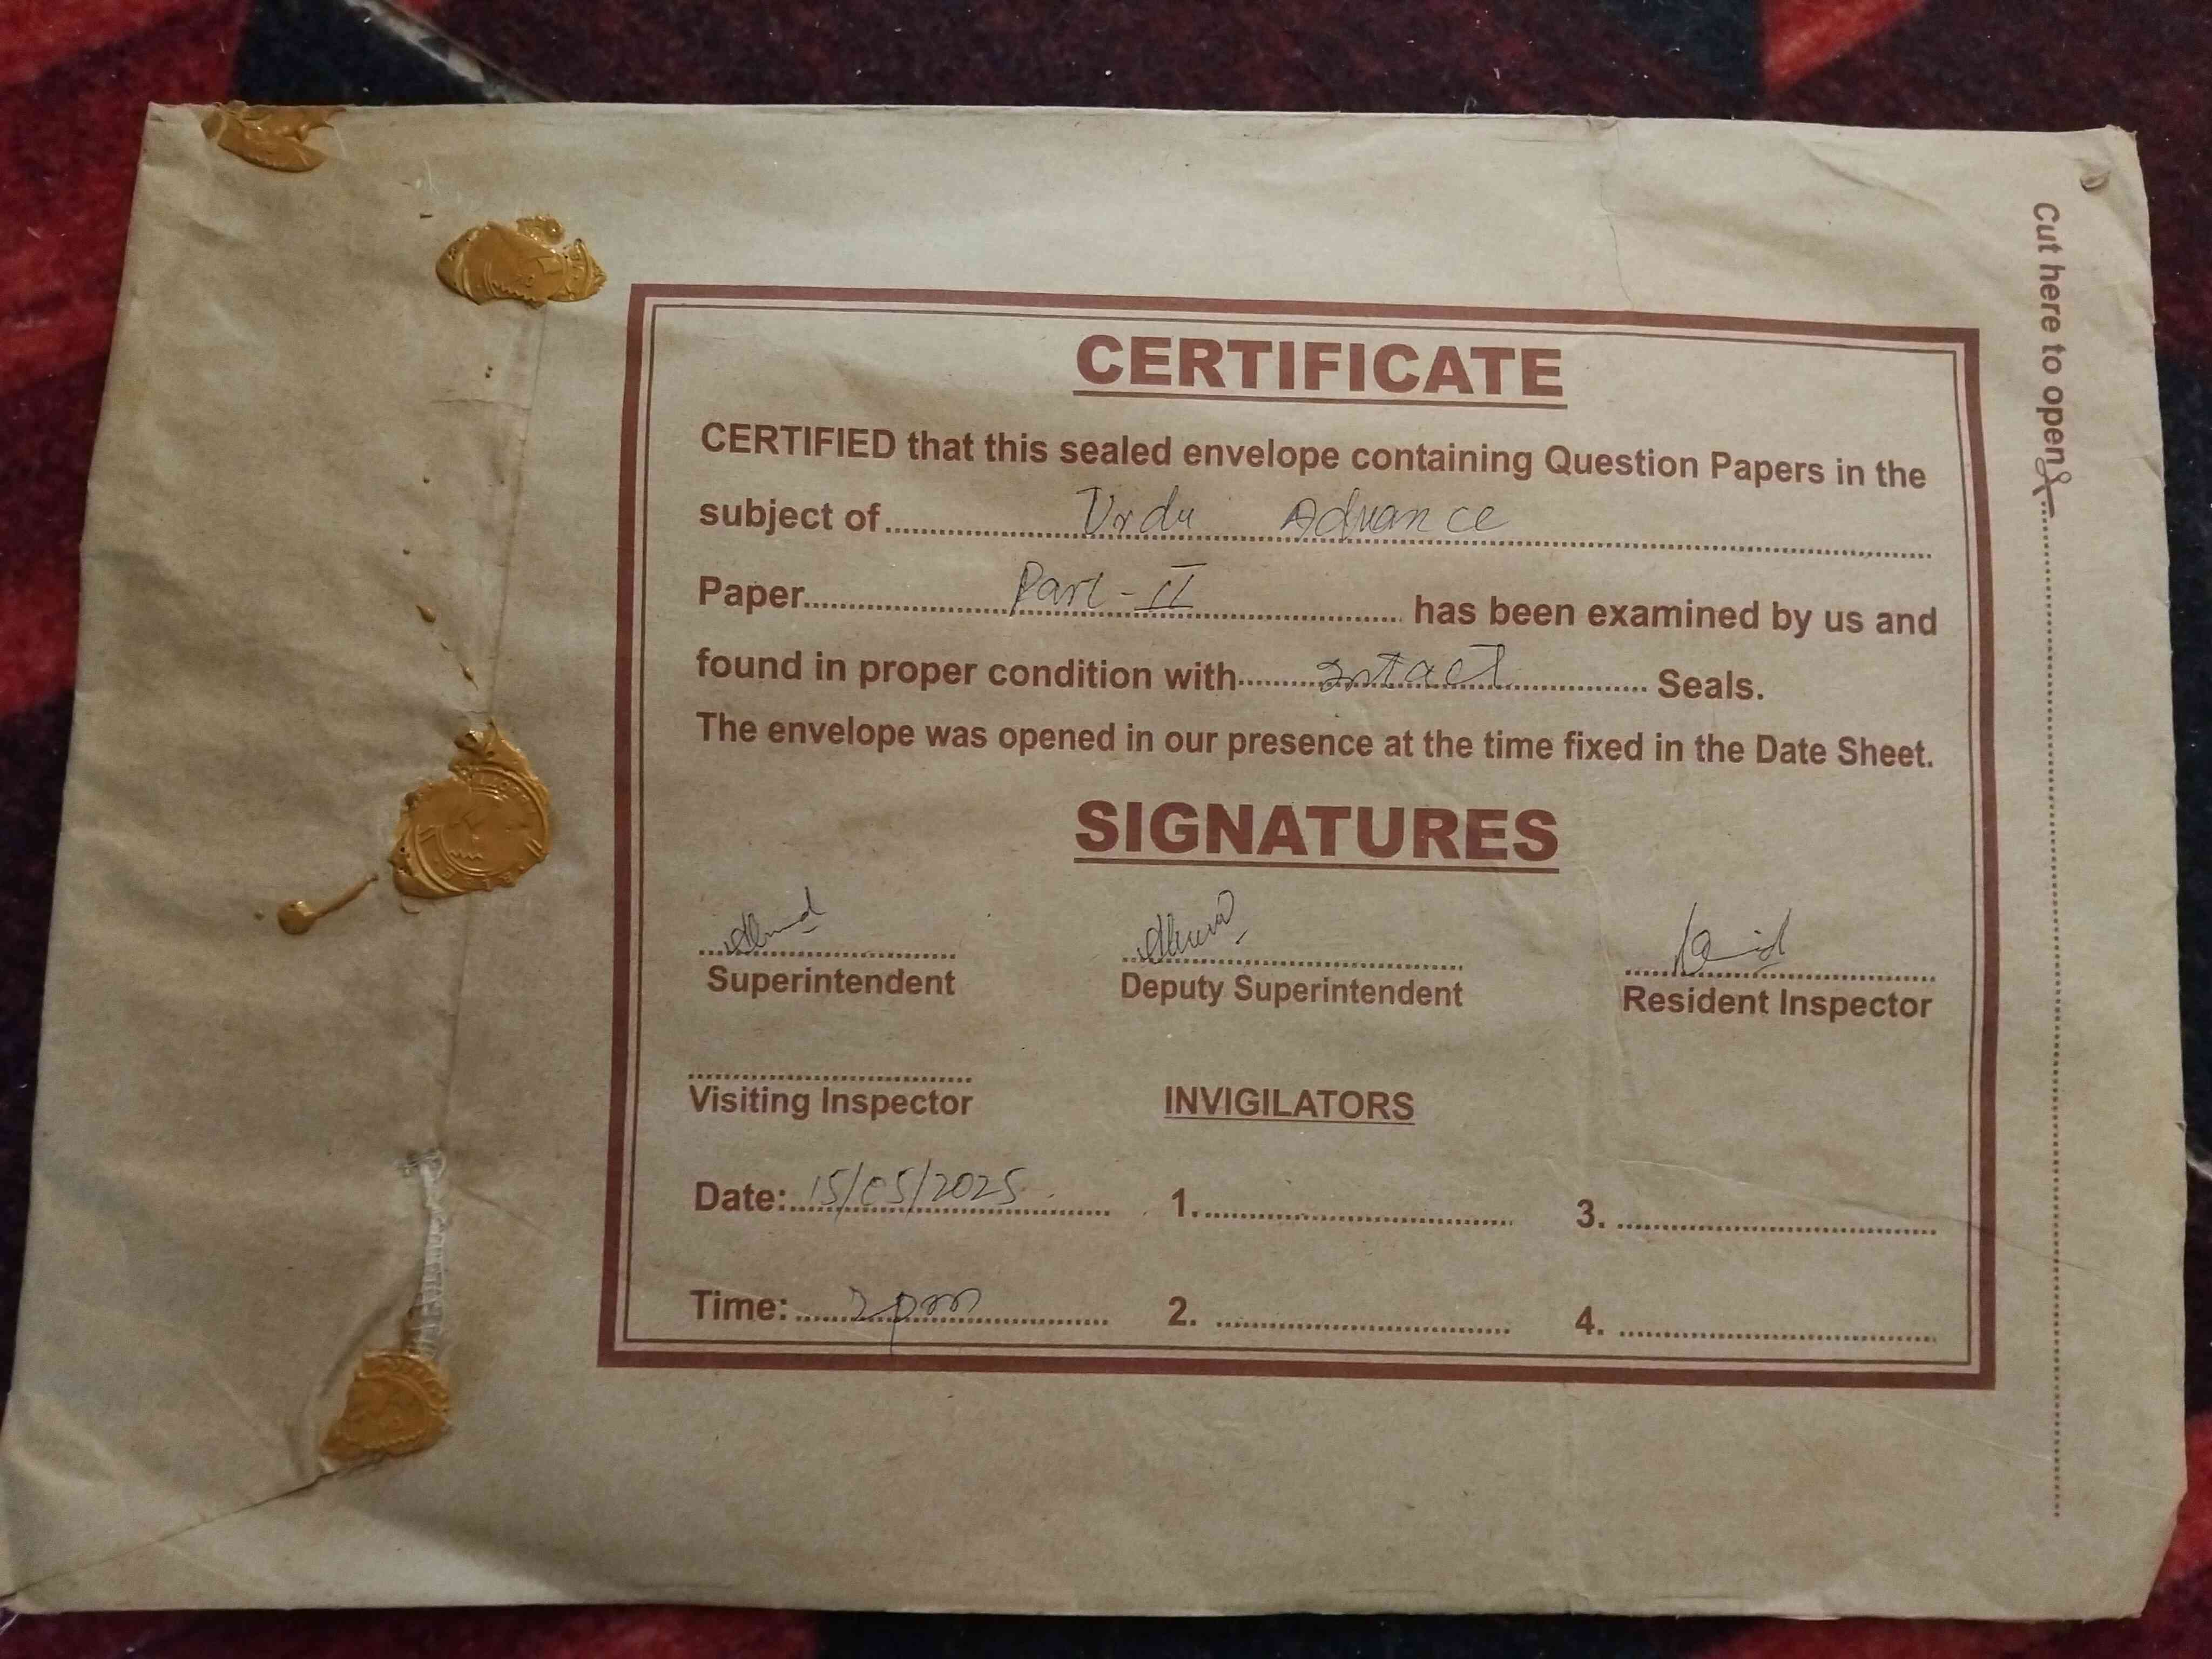 Cut here to open
CERTIFICATE
CERTIFIED that this sealed envelope containing Question Papers in the
subject of Urdu Advance
Paper Part-II has been examined by us and
found in proper condition with Intact Seals.
The envelope was opened in our presence at the time fixed in the Date Sheet.
SIGNATURES
Superintendent Deputy Superintendent Resident Inspector
Visiting Inspector INVIGILATORS
Date: 15/05/2025 1. 3.
Time: 2pm 2. 4.